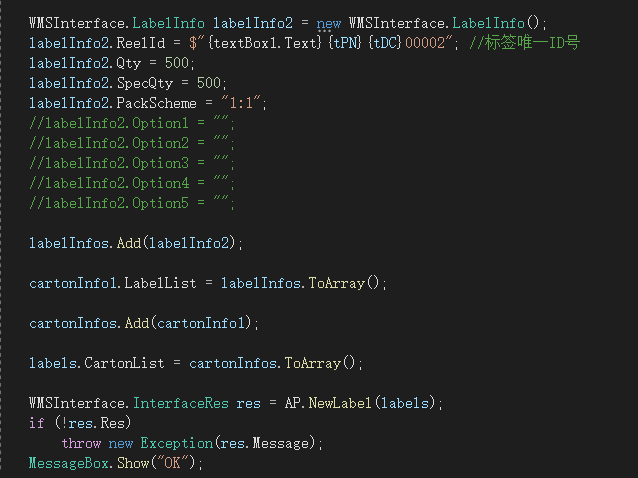 WMSInterface.LabelInfo labelInfo2 = new WMSInterface.LabelInfo();
labelInfo2.ReelId = $"{textBox1.Text}{tPN}{tDC}00002"; //标签唯一ID号
labelInfo2.Qty = 500;
labelInfo2.SpecQty = 500;
labelInfo2.PackScheme = "1:1";
//labelInfo2.Option1 = "";
//labelInfo2.Option2 = "";
//labelInfo2.Option3 = "";
//labelInfo2.Option4 = "";
//labelInfo2.Option5 = "";
labelInfos.Add(labelInfo2);
cartonInfo1.LabelList = labelInfos.ToArray();
cartonInfos.Add(cartonInfo1);
labels.CartonList = cartonInfos.ToArray();
WMSInterface.InterfaceRes res = AP.NewLabel(labels);
if (!res.Res)
throw new Exception(res.Message);
MessageBox.Show("OK");